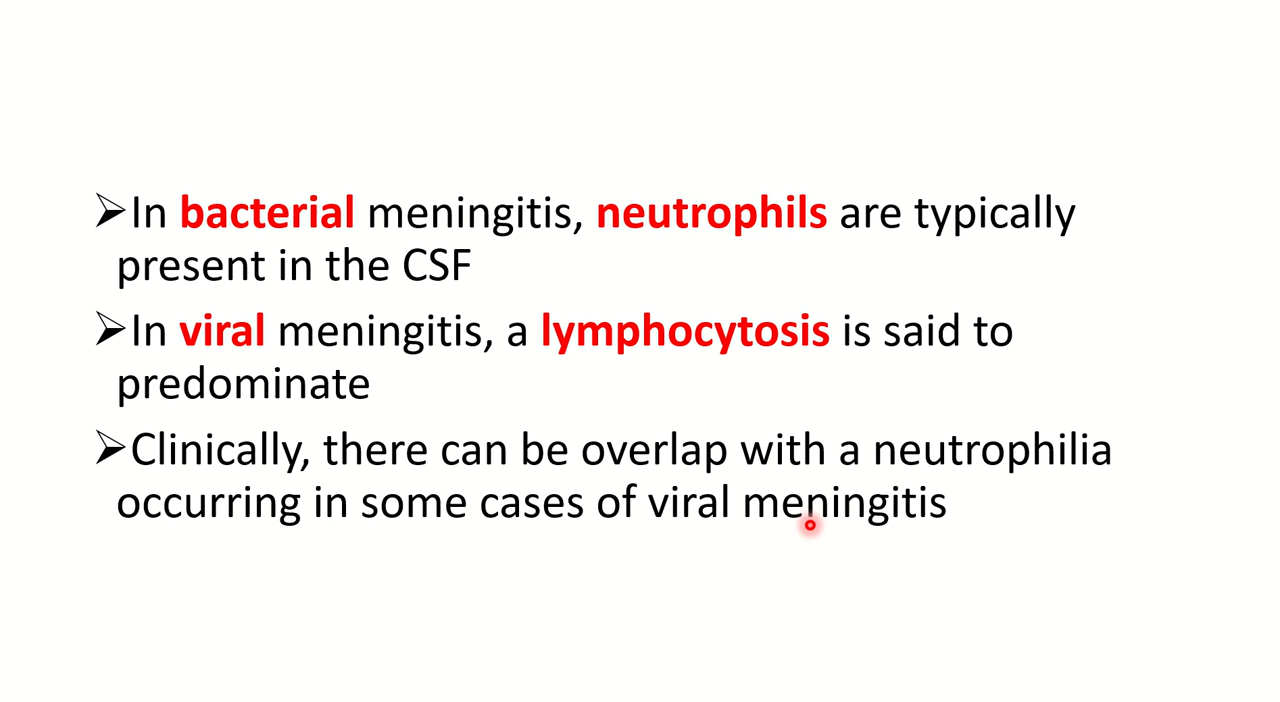 ➢In bacterial meningitis, neutrophils are typically
present in the CSF
➢In viral meningitis, a lymphocytosis is said to
predominate
➢Clinically, there can be overlap with a neutrophilia
occurring in some cases of viral meningitis